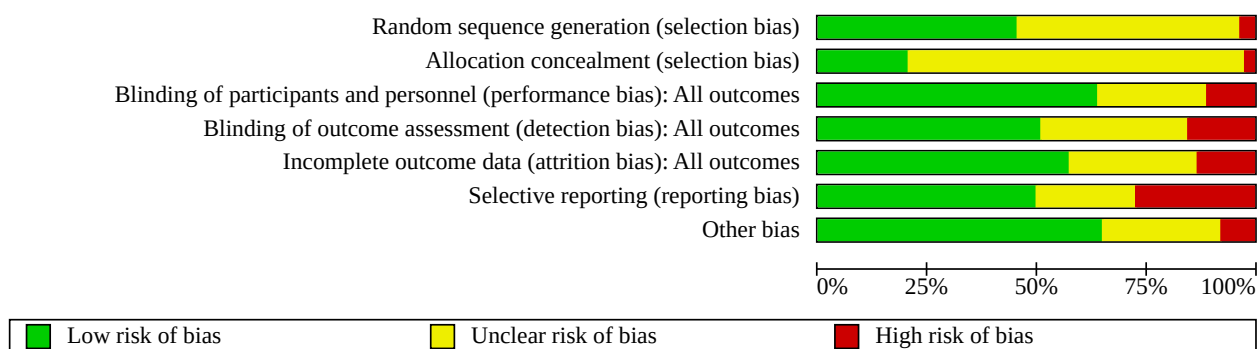 Random sequence generation (selection bias)
Allocation concealment (selection bias)
Blinding of participants and personnel (performance bias): All outcomes
Blinding of outcome assessment (detection bias): All outcomes
Incomplete outcome data (attrition bias): All outcomes
Selective reporting (reporting bias)
Other bias
0% 25% 50% 75% 100%
Low risk of bias Unclear risk of bias High risk of bias